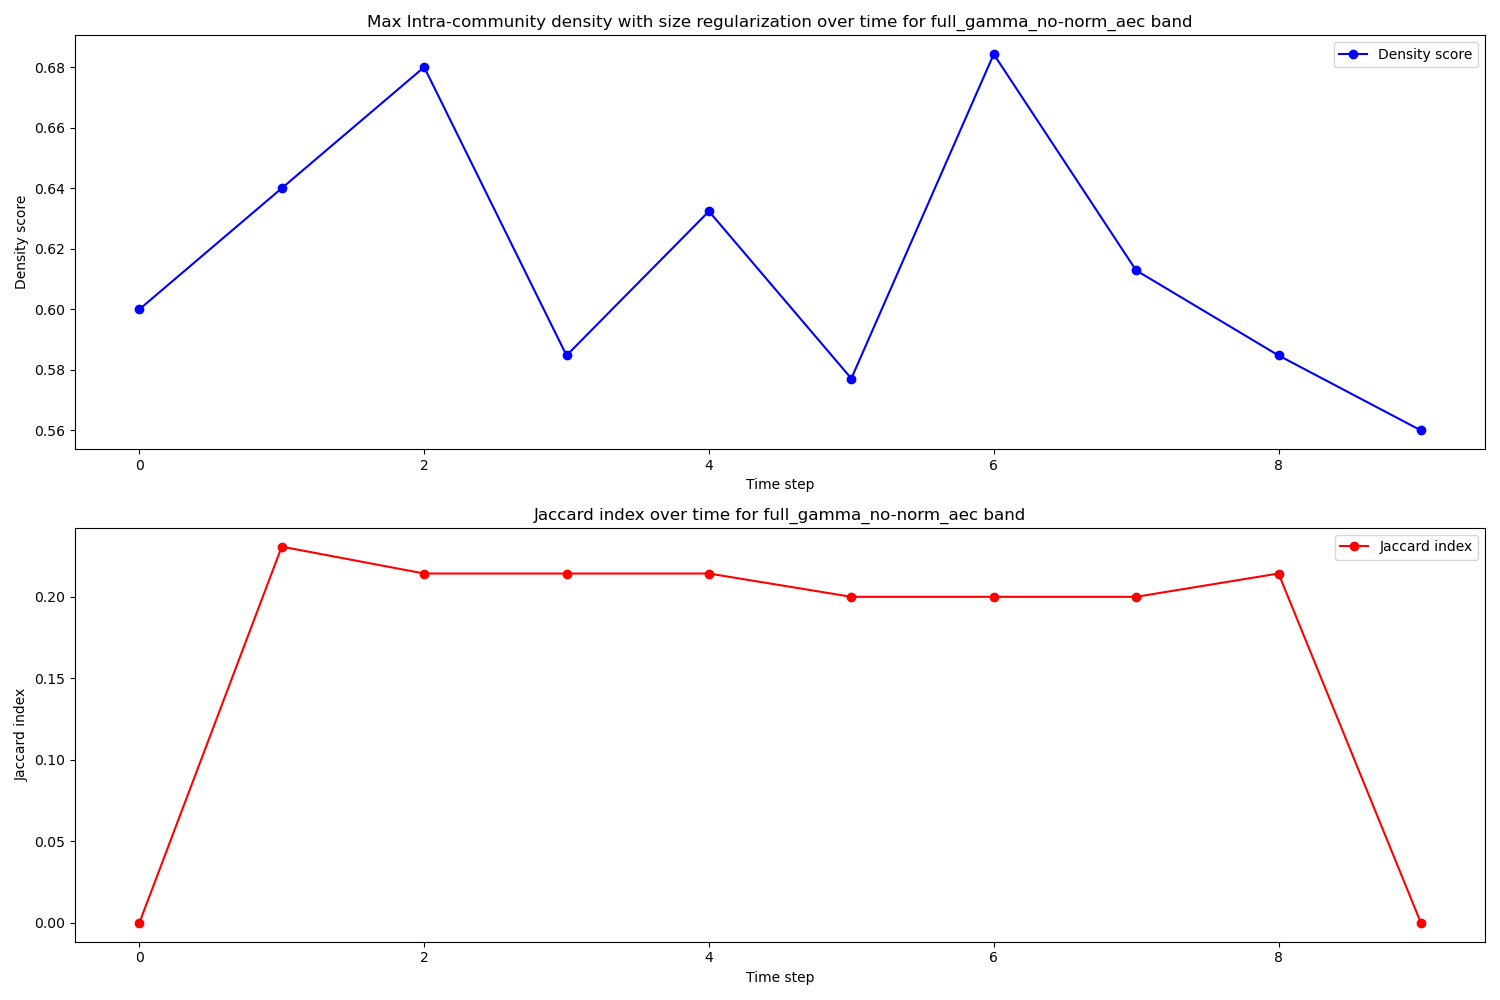 Max Intra-community density with size regularization over time for full_gamma_no-norm_aec band
Density score
0.68
0.66
0.64
0.62
0.60
0.58
0.56
Density score
0 2 4 6 8
Time step
Jaccard index over time for full_gamma_no-norm_aec band
Jaccard index
0.20
0.15
0.10
0.05
0.00
Jaccard index
0 2 4 6 8
Time step